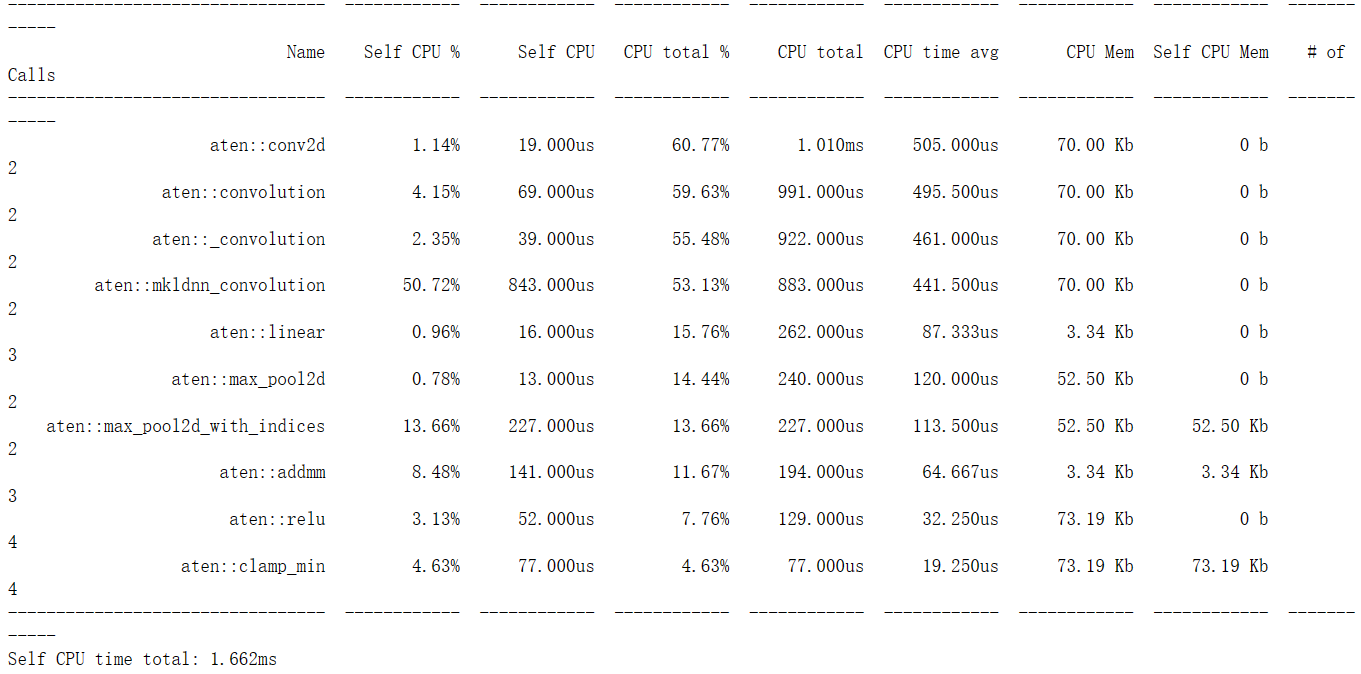 ---------------------------------  ------------  ------------  ------------  ------------  ------------  ------------  ------------  -------
-----
                             Name    Self CPU %      Self CPU   CPU total %     CPU total  CPU time avg       CPU Mem  Self CPU Mem    # of
Calls
---------------------------------  ------------  ------------  ------------  ------------  ------------  ------------  ------------  -------
-----
                     aten::conv2d         1.14%      19.000us        60.77%       1.010ms     505.000us      70.00 Kb           0 b
2
                aten::convolution         4.15%      69.000us        59.63%     991.000us     495.500us      70.00 Kb           0 b
2
               aten::_convolution         2.35%      39.000us        55.48%     922.000us     461.000us      70.00 Kb           0 b
2
         aten::mkldnn_convolution        50.72%     843.000us        53.13%     883.000us     441.500us      70.00 Kb           0 b
2
                     aten::linear         0.96%      16.000us        15.76%     262.000us      87.333us       3.34 Kb           0 b
3
                 aten::max_pool2d         0.78%      13.000us        14.44%     240.000us     120.000us      52.50 Kb           0 b
2
    aten::max_pool2d_with_indices        13.66%     227.000us        13.66%     227.000us     113.500us      52.50 Kb      52.50 Kb
2
                      aten::addmm         8.48%     141.000us        11.67%     194.000us      64.667us       3.34 Kb       3.34 Kb
3
                       aten::relu         3.13%      52.000us         7.76%     129.000us      32.250us      73.19 Kb           0 b
4
                  aten::clamp_min         4.63%      77.000us         4.63%      77.000us      19.250us      73.19 Kb      73.19 Kb
4
---------------------------------  ------------  ------------  ------------  ------------  ------------  ------------  ------------  -------
-----
Self CPU time total: 1.662ms